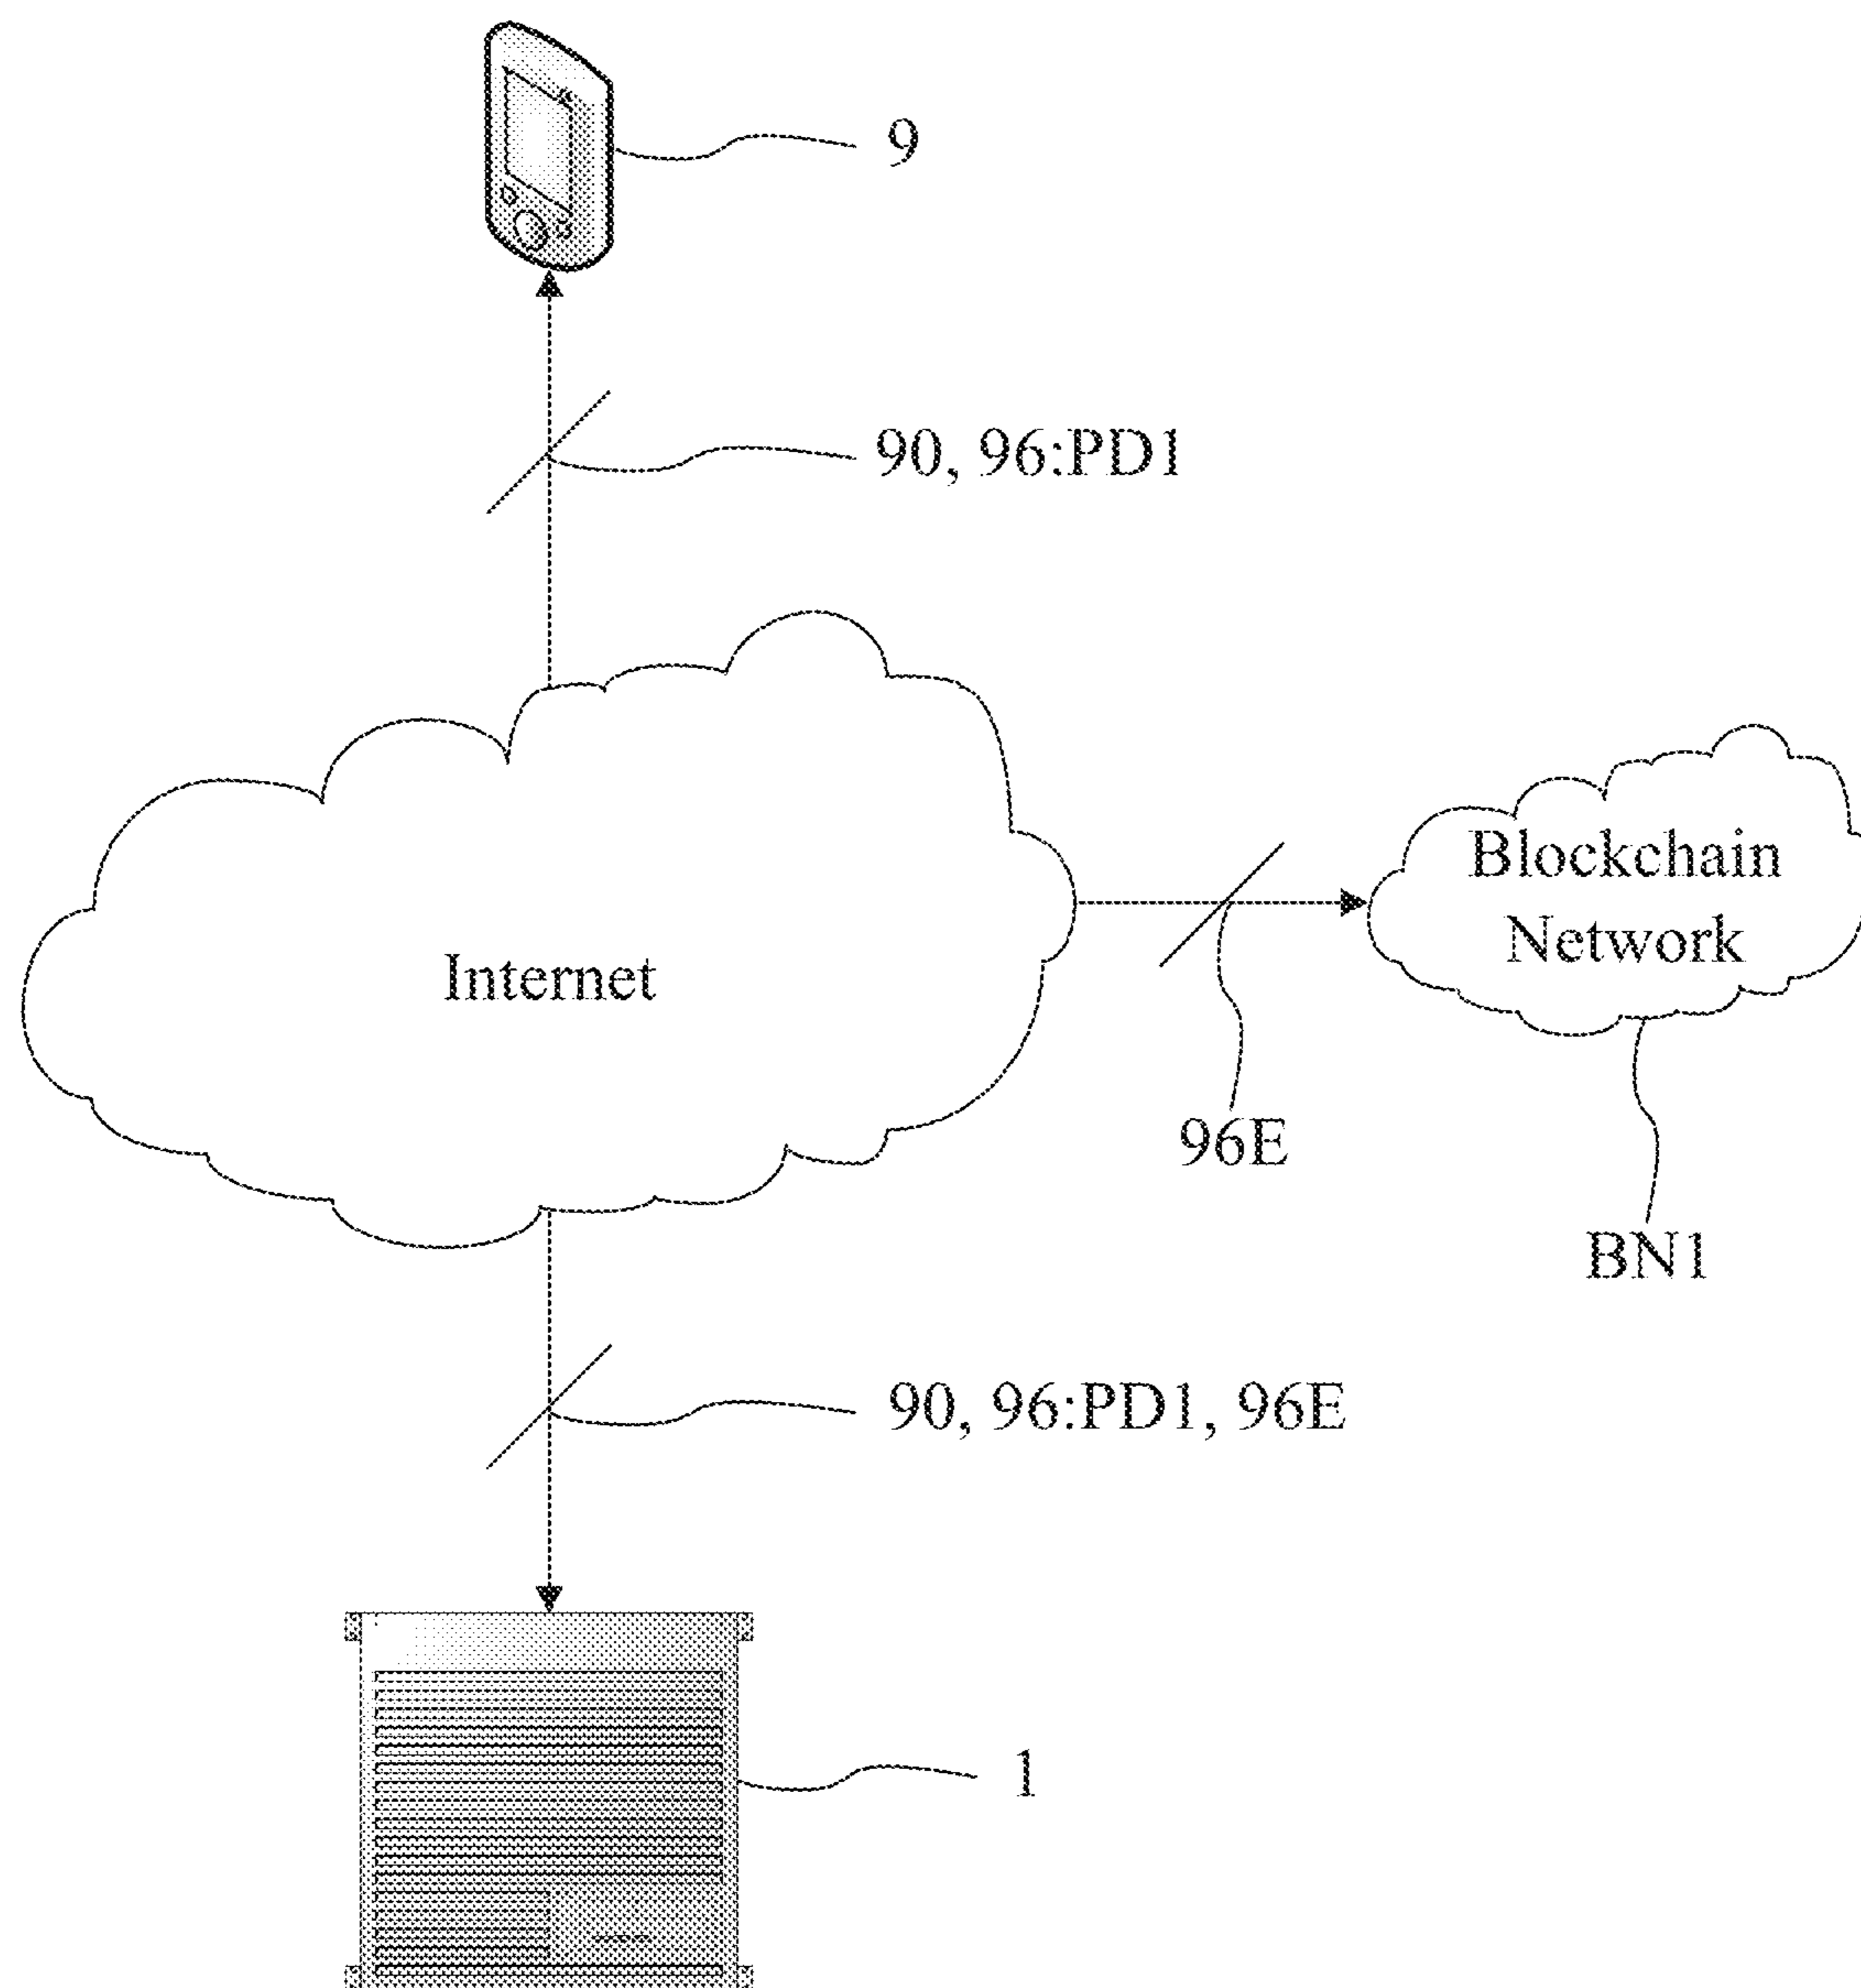 9
90, 96:PD1
Blockchain
Network
Internet
96E
BN1
90, 96:PD1, 96E
1